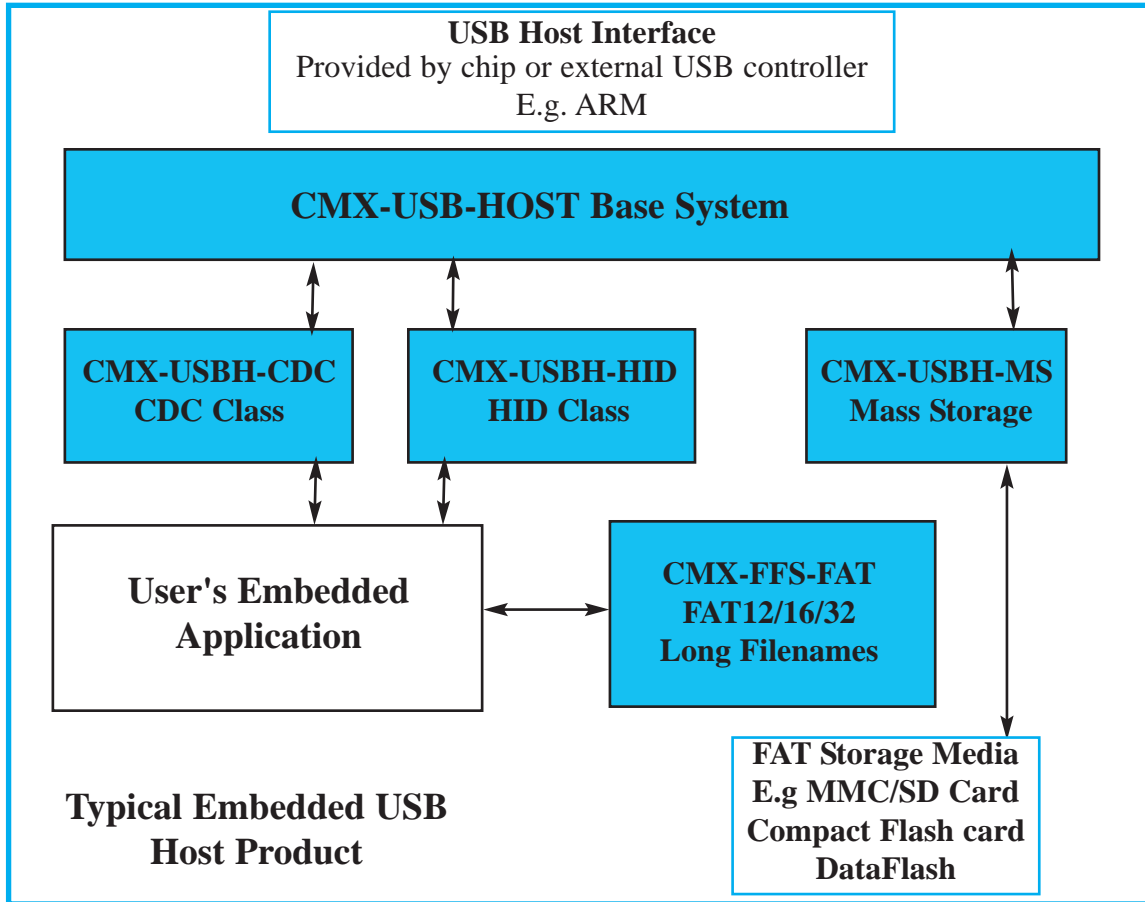 USB Host Interface
Provided by chip or external USB controller
E.g. ARM
CMX-USB-HOST Base System
CMX-USBH-CDC
CDC Class
CMX-USBH-HID
HID Class
CMX-USBH-MS
Mass Storage
User's Embedded
Application
CMX-FFS-FAT
FAT12/16/32
Long Filenames
FAT Storage Media
E.g MMC/SD Card
Compact Flash card
DataFlash
Typical Embedded USB
Host Product